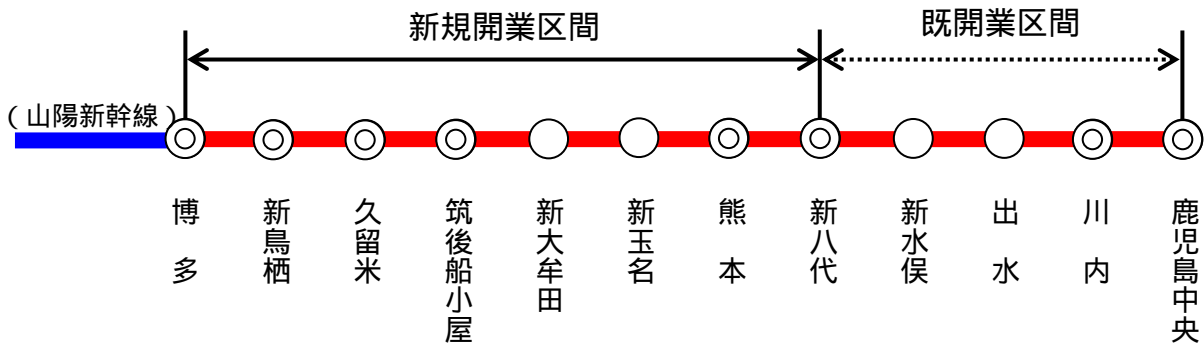 新規開業区間
既開業区間
(山陽新幹線)
博多
新鳥栖
久留米
筑後船小屋
新大牟田
新玉名
熊本
新八代
新水俣
出水
川内
鹿児島中央